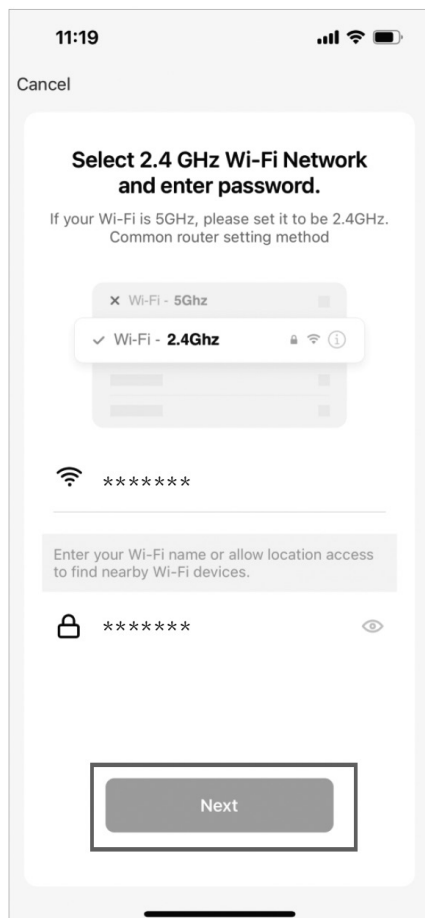 11:19
Cancel
Select 2.4 GHz Wi-Fi Network
and enter password.
If your Wi-Fi is 5GHz, please set it to be 2.4GHz.
Common router setting method
Wi-Fi - 5Ghz
Wi-Fi - 2.4Ghz
*******
Enter your Wi-Fi name or allow location access
to find nearby Wi-Fi devices.
*******
Next